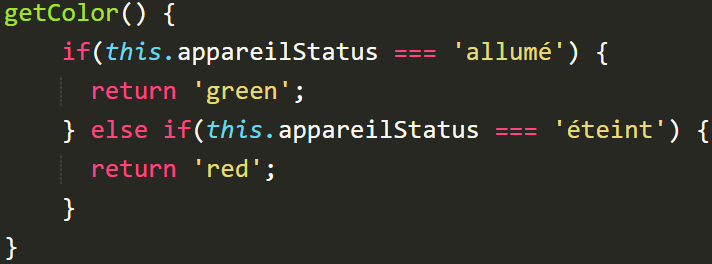 getColor() {
    if(this.appareilStatus === 'allumé') {
      return 'green';
    } else if(this.appareilStatus === 'éteint') {
      return 'red';
    }
}